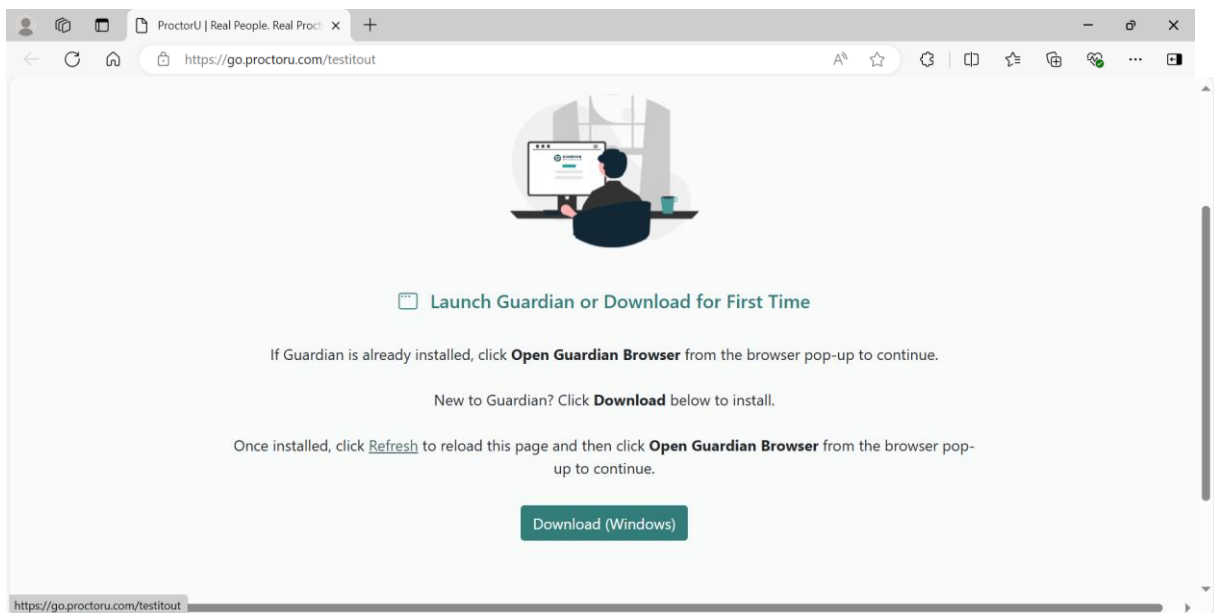 ProctorU | Real People. Real Proct
https://go.proctoru.com/testitout
Launch Guardian or Download for First Time
If Guardian is already installed, click Open Guardian Browser from the browser pop-up to continue.
New to Guardian? Click Download below to install.
Once installed, click Refresh to reload this page and then click Open Guardian Browser from the browser pop-
up to continue.
Download (Windows)
https://go.proctoru.com/testitout